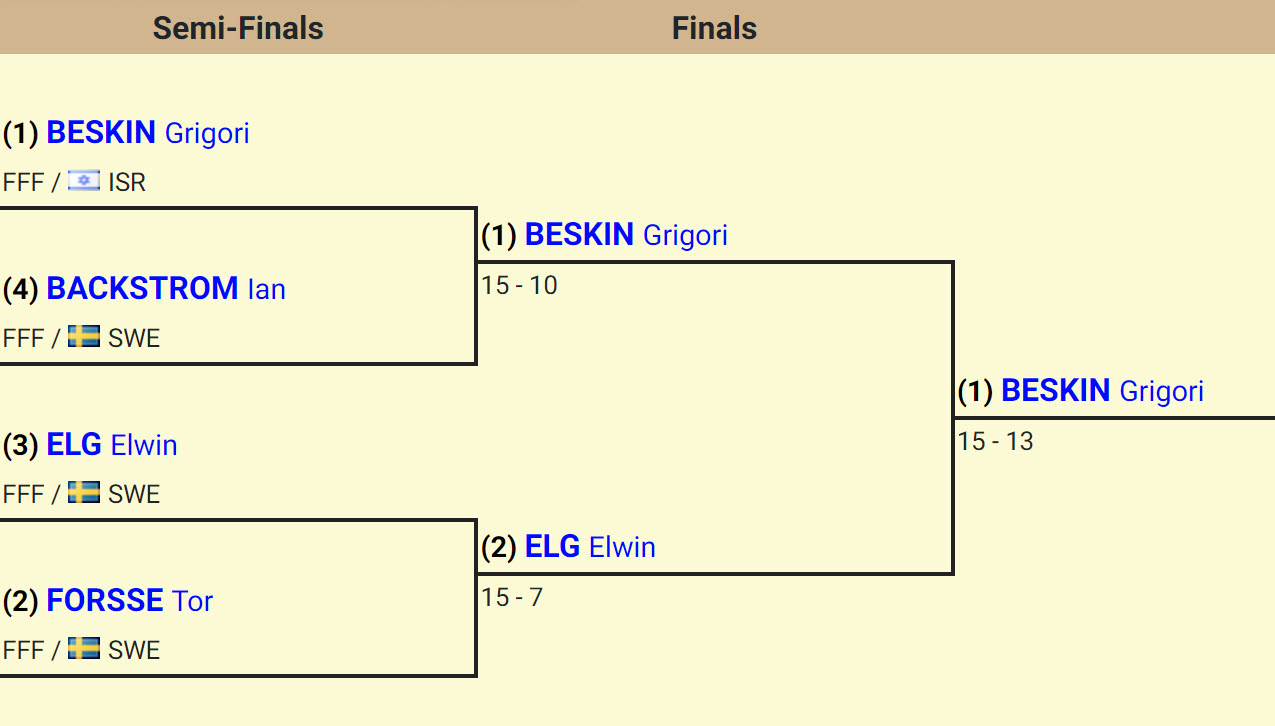 Semi-Finals Finals
(1) BESKIN Grigori
FFF / ISR
(1) BESKIN Grigori
15 - 10
(4) BACKSTROM Ian
FFF / SWE
(1) BESKIN Grigori
15 - 13
(3) ELG Elwin
FFF / SWE
(2) ELG Elwin
15 - 7
(2) FORSSE Tor
FFF / SWE